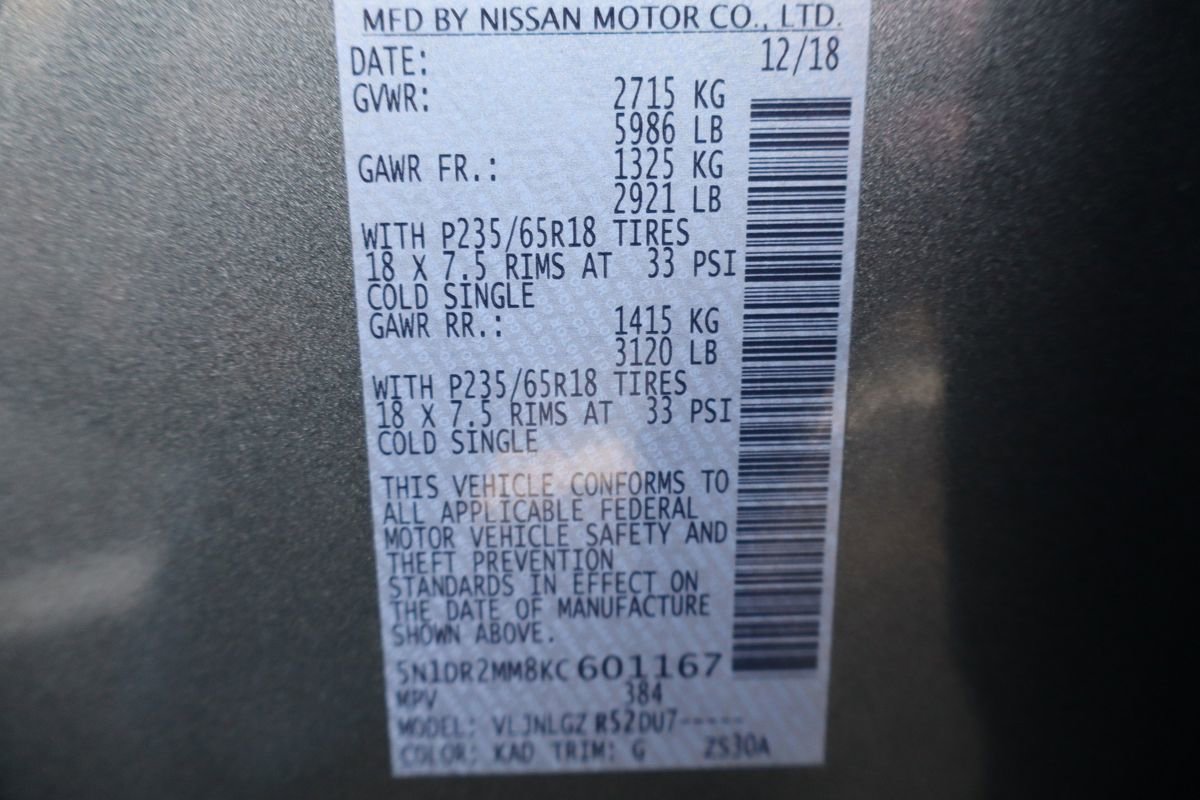 MFD BY NISSAN MOTOR CO., LTD.
DATE: 12/18
GVWR: 2715 KG
5986 LB
GAWR FR.: 1325 KG
2921 LB
WITH P235/65R18 TIRES
18 X 7.5 RIMS AT 33 PSI
COLD SINGLE
GAWR RR.: 1415 KG
3120 LB
WITH P235/65R18 TIRES
18 X 7.5 RIMS AT 33 PSI
COLD SINGLE
THIS VEHICLE CONFORMS TO
ALL APPLICABLE FEDERAL
MOTOR VEHICLE SAFETY AND
THEFT PREVENTION
STANDARDS IN EFFECT ON
THE DATE OF MANUFACTURE
SHOWN ABOVE.
5N1DR2MM8KC601167
MPV 384
MODEL: VLJNLGZ R52DU7-----
COLOR: KAD TRIM: G ZS30A